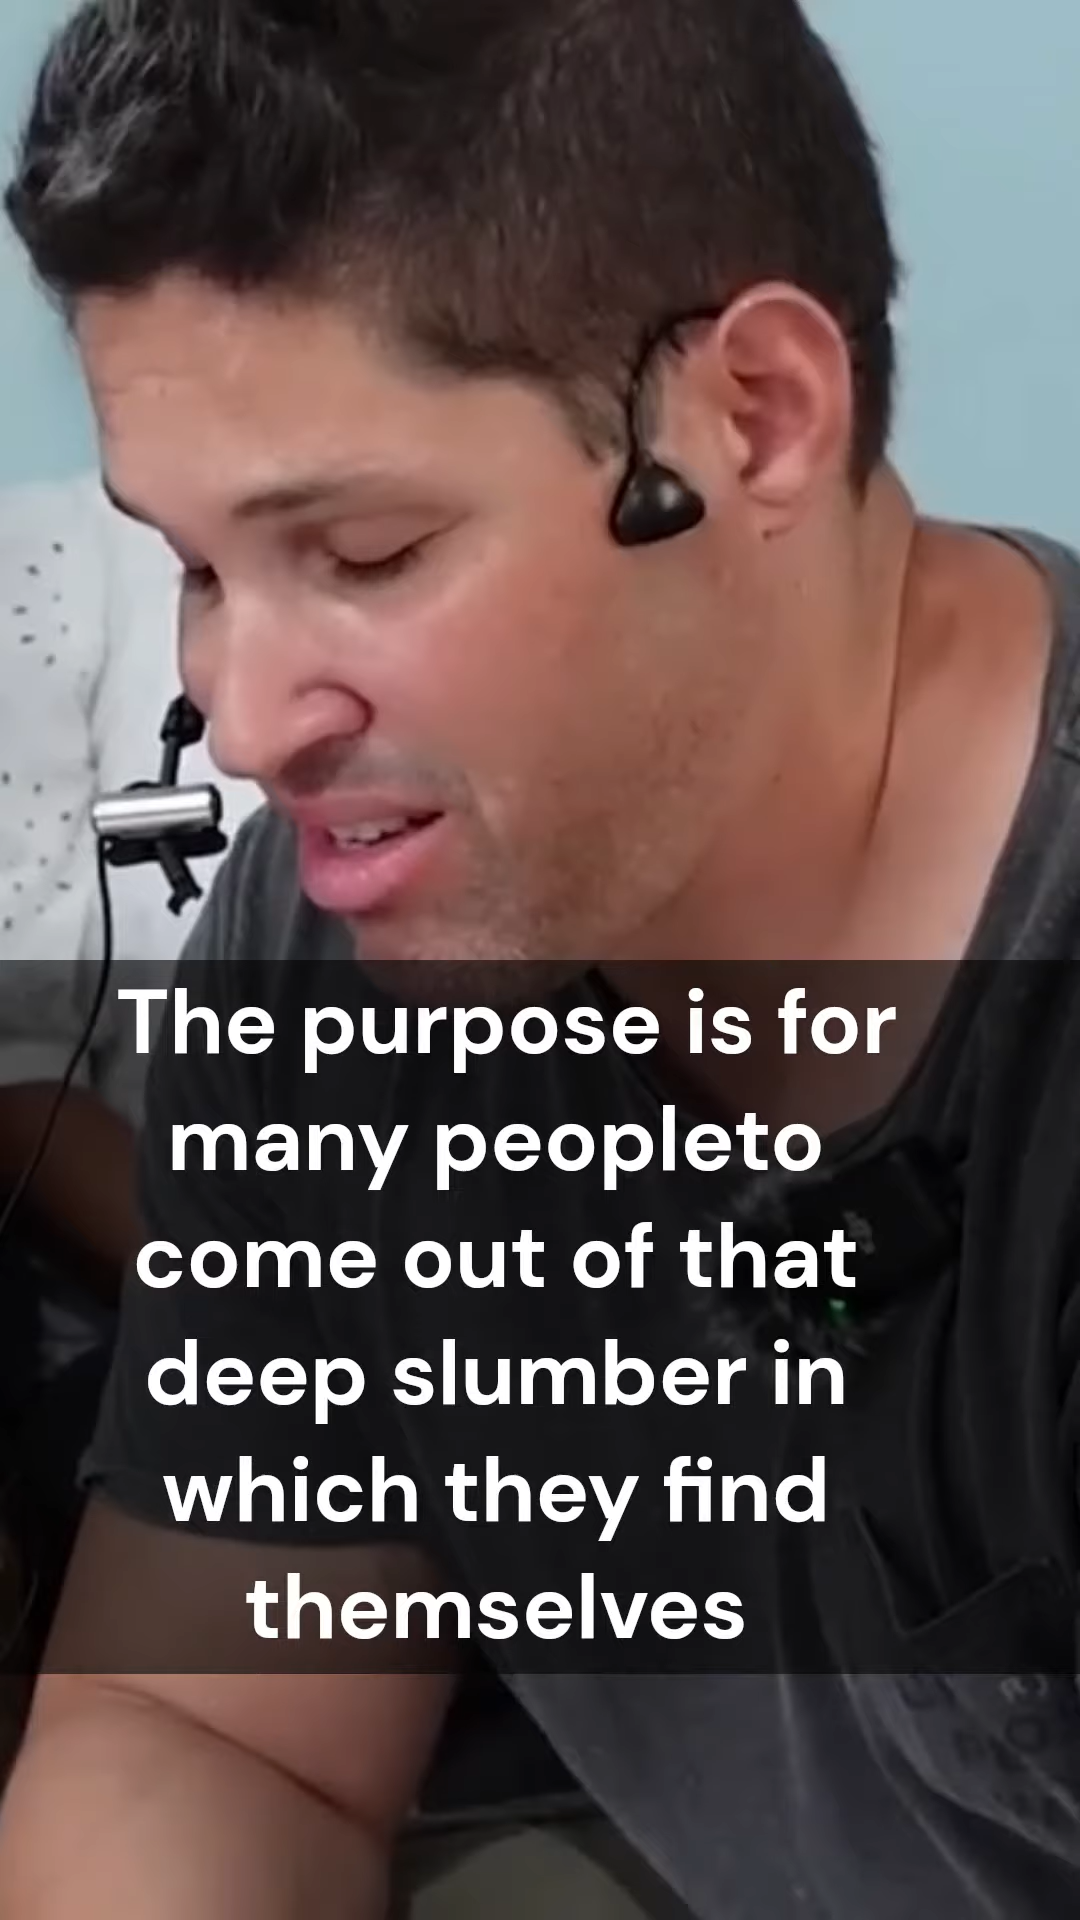 The purpose is for
many peopleto
come out of that
deep slumber in
which they find
themselves